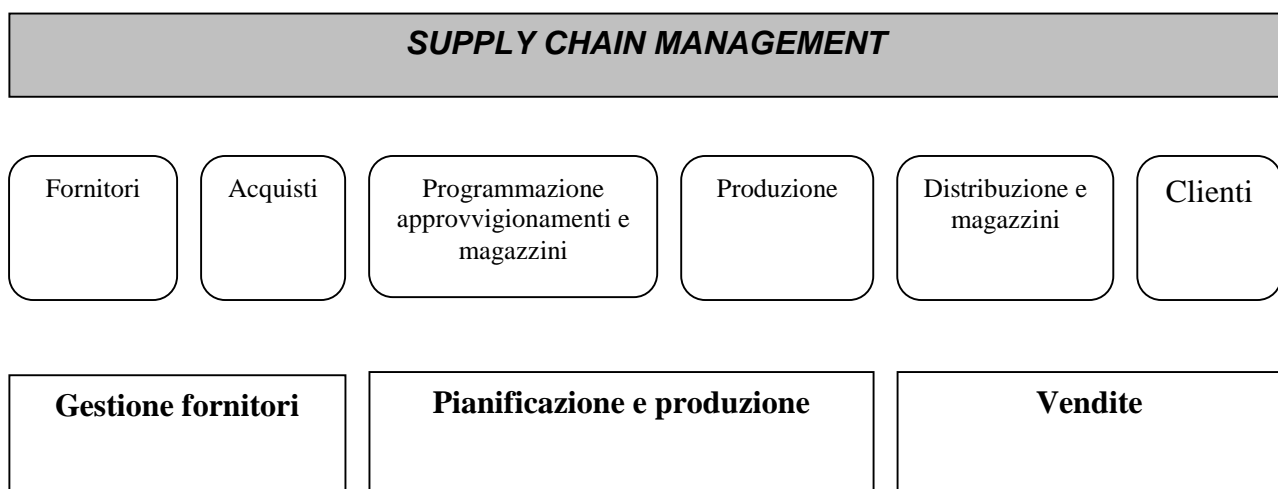 SUPPLY CHAIN MANAGEMENT
Fornitori
Acquisti
Programmazione
approvvigionamenti e
magazzini
Produzione
Distribuzione e
magazzini
Clienti
Gestione fornitori
Pianificazione e produzione
Vendite